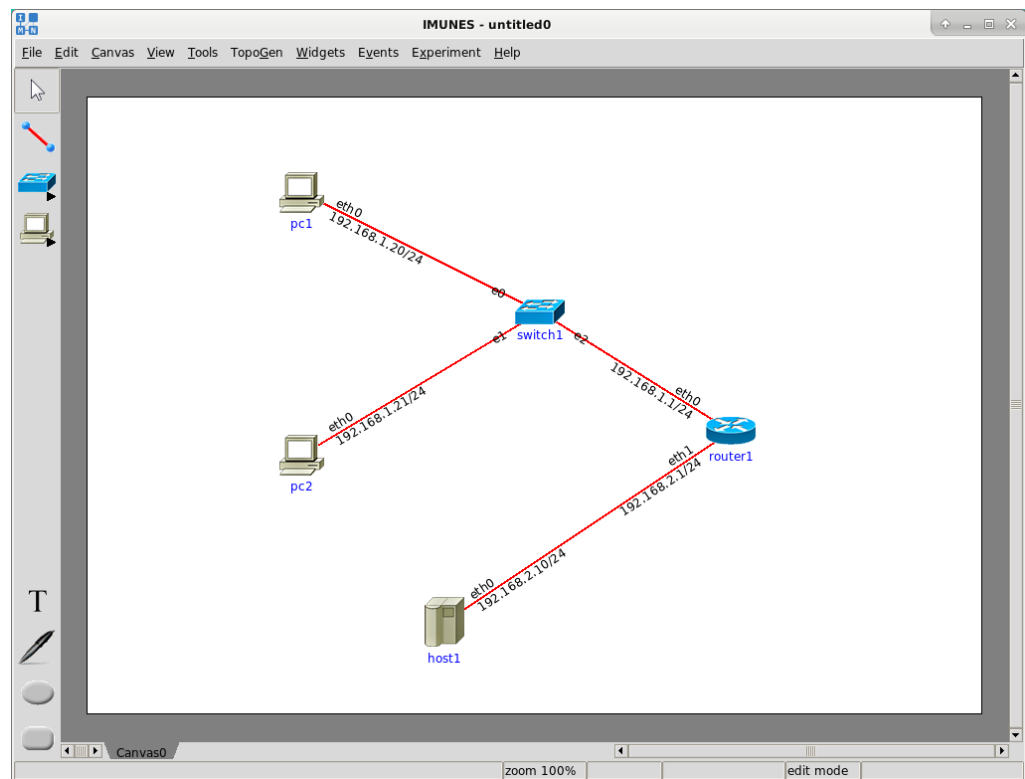 IMUNES - untitled0
File Edit Canvas View Tools TopoGen Widgets Events Experiment Help
eth0
192.168.1.20/24
pc1
e0
switch1
e1
e2
192.168.1.1/24
eth0
eth0
192.168.1.21/24
pc2
router1
eth1
192.168.2.1/24
eth0
192.168.2.10/24
host1
T
Canvas0
zoom 100%
edit mode